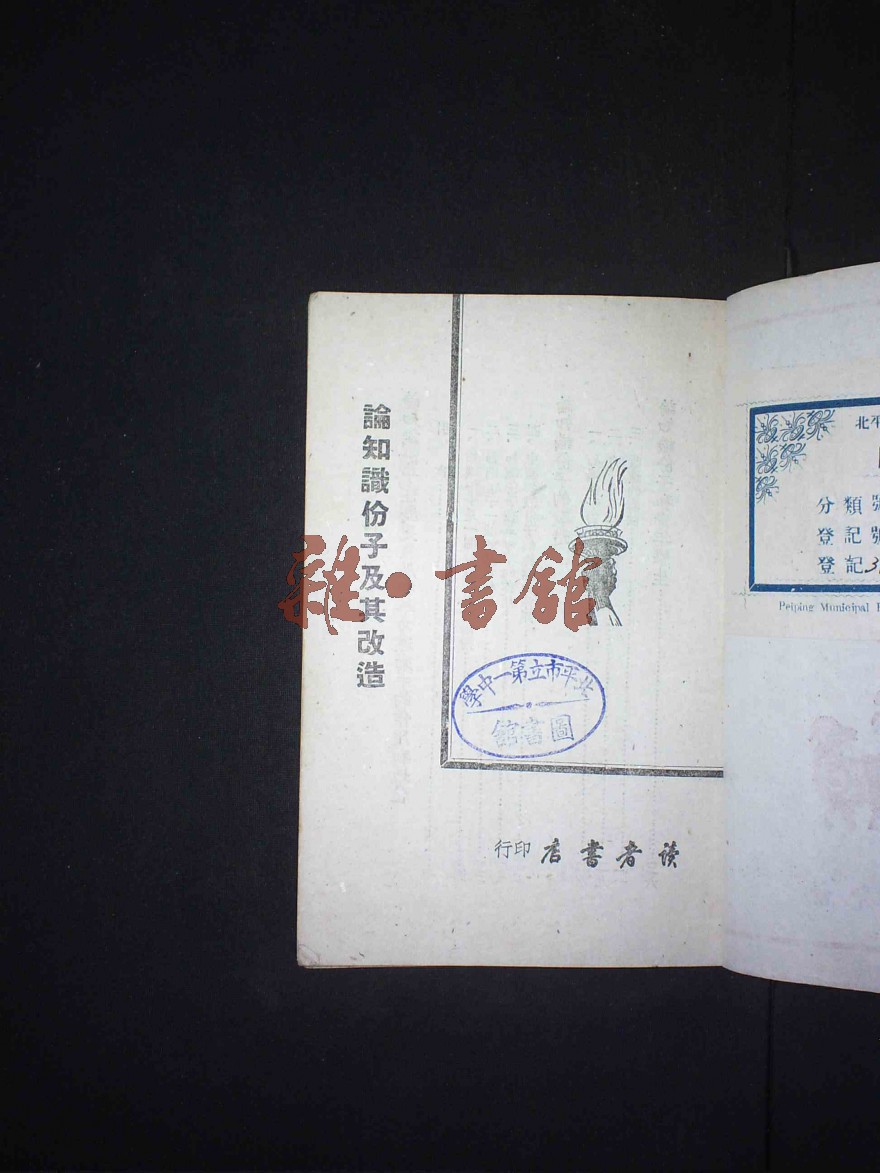 論知識份子及其改造
北平市立第一中學
圖書館
读者書店印行
雜·書館
北平
分類號
登記號
登記
Peiping Municipal